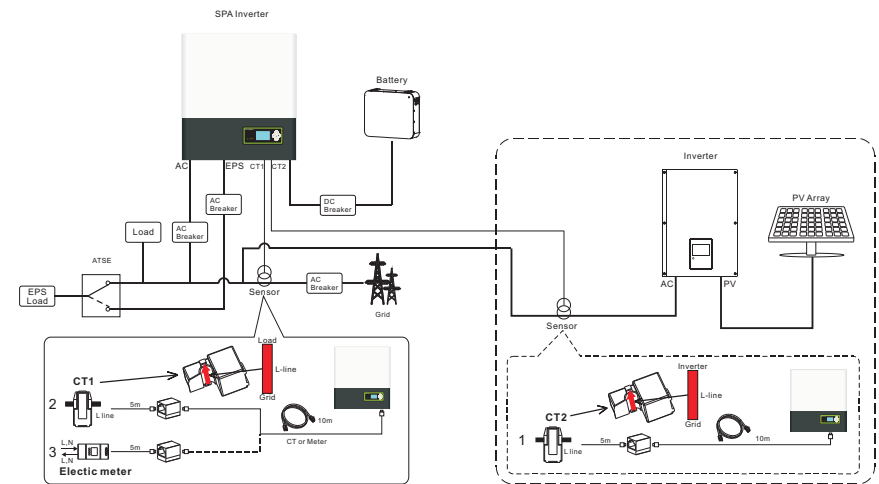 SPA Inverter
Battery
AC
EPS
CT1
CT2
DC
Breaker
AC
Breaker
AC
Breaker
Load
ATSE
EPS
Load
Sensor
AC
Breaker
Grid
Inverter
PV Array
AC
PV
Sensor
Load
CT1
L-line
Grid
2
L line
5m
10m
CT or Meter
3
L,N
L,N
5m
Electic meter
Inverter
L-line
CT2
Grid
1
L line
5m
10m